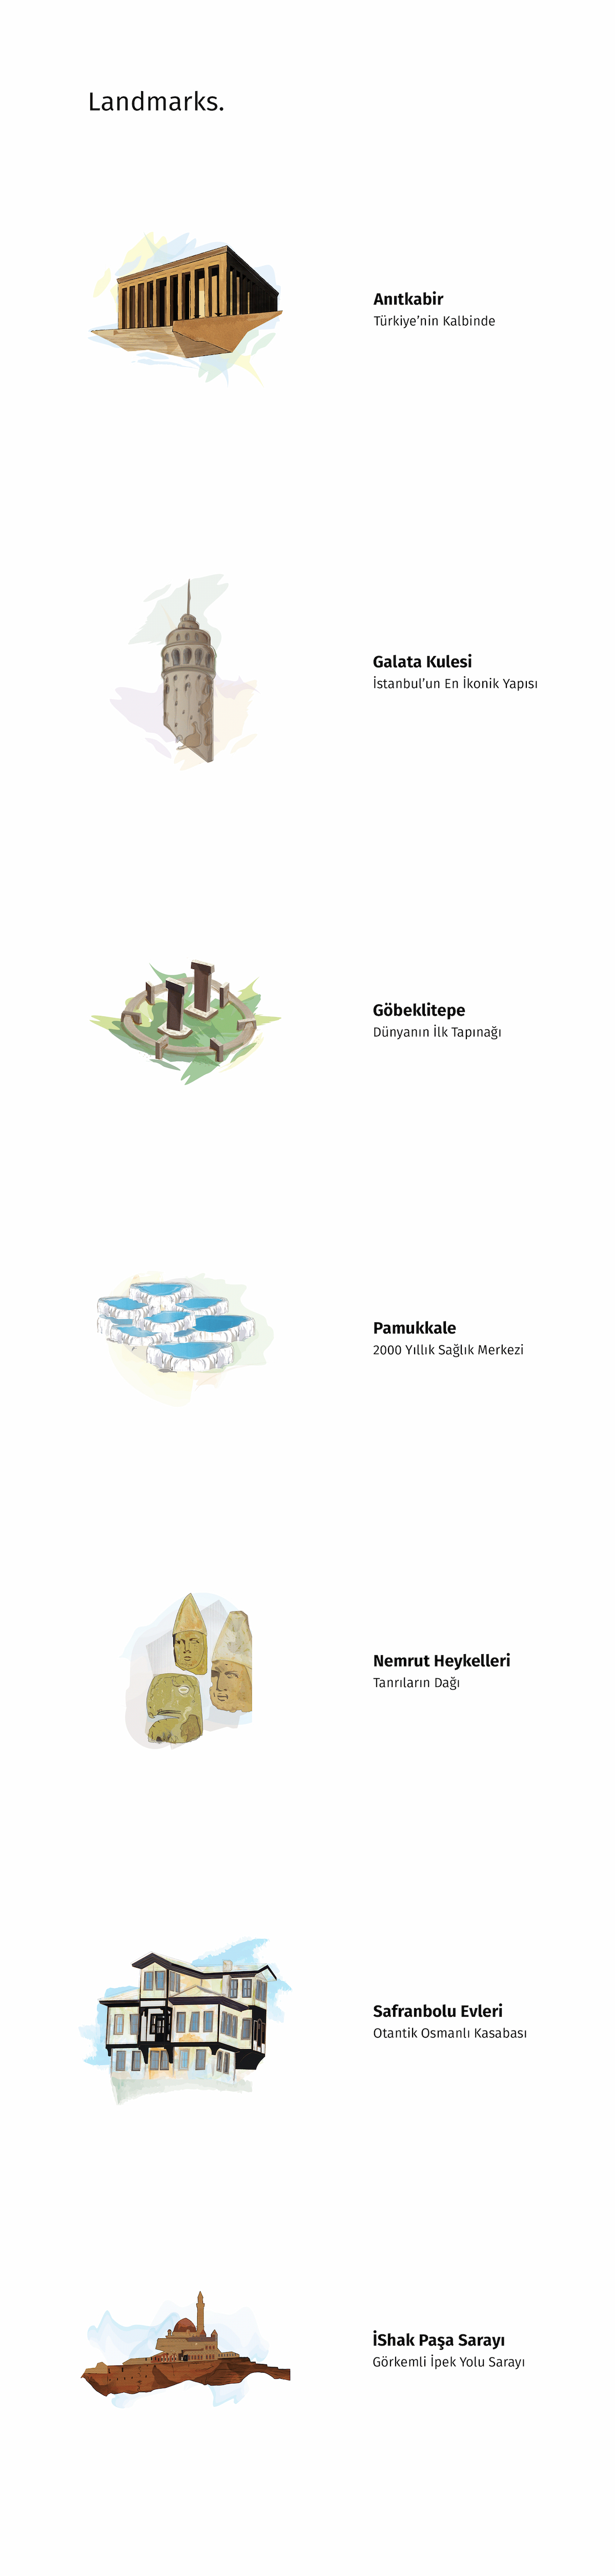 Landmarks.
Anıtkabir
Türkiye’nin Kalbinde
Galata Kulesi
İstanbul’un En İkonik Yapısı
Göbeklitepe
Dünyanın İlk Tapınağı
Pamukkale
2000 Yıllık Sağlık Merkezi
Nemrut Heykelleri
Tanrıların Dağı
Safranbolu Evleri
Otantik Osmanlı Kasabası
İShak Paşa Sarayı
Görkemli İpek Yolu Sarayı